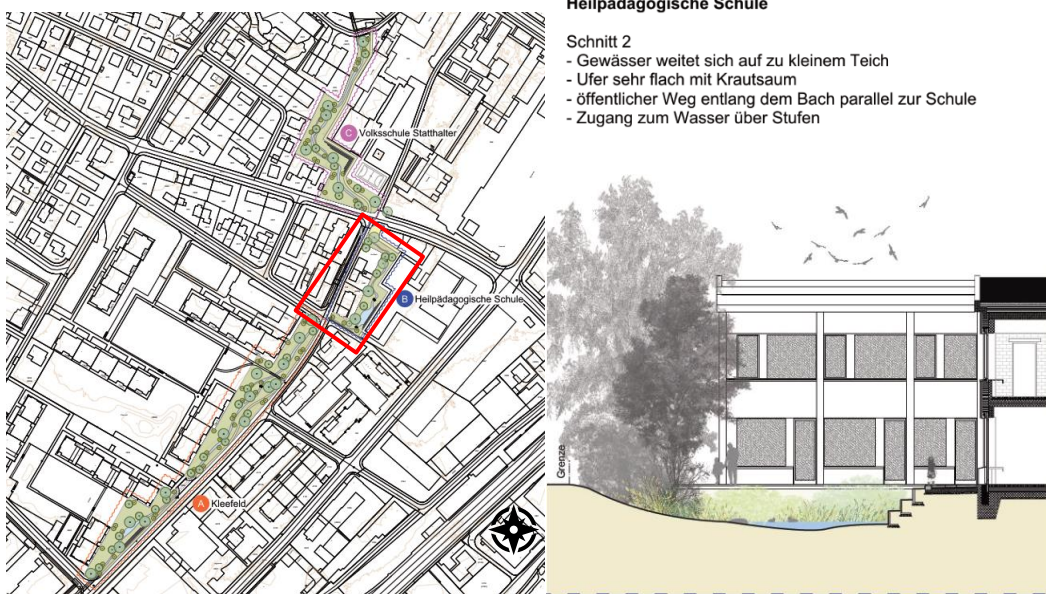 Heilpädagogische Schule
Schnitt 2
- Gewässer weitet sich auf zu kleinem Teich
- Ufer sehr flach mit Krautsaum
- öffentlicher Weg entlang dem Bach parallel zur Schule
- Zugang zum Wasser über Stufen
C Volksschule Statthalter
B Heilpädagogische Schule
A Kleefeld
Grenze